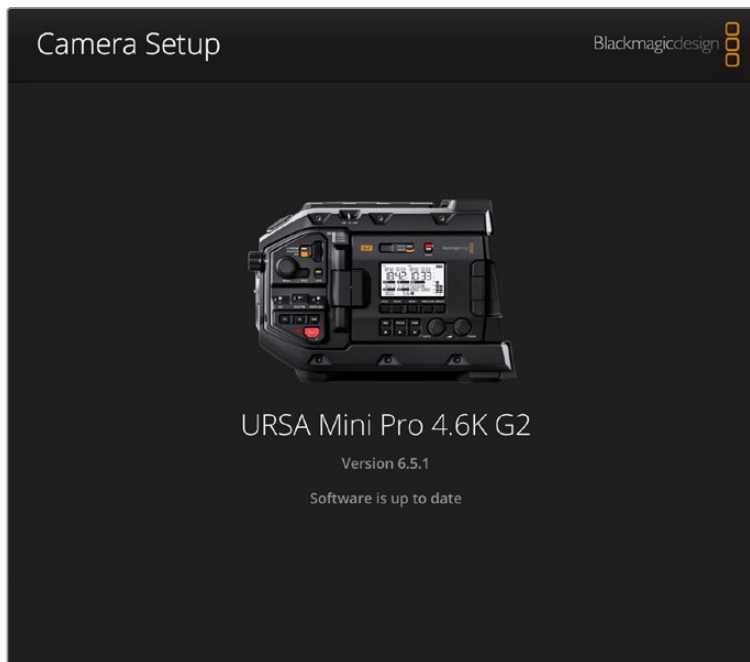 Camera Setup
Blackmagicdesign
URSA Mini Pro 4.6K G2
Version 6.5.1
Software is up to date